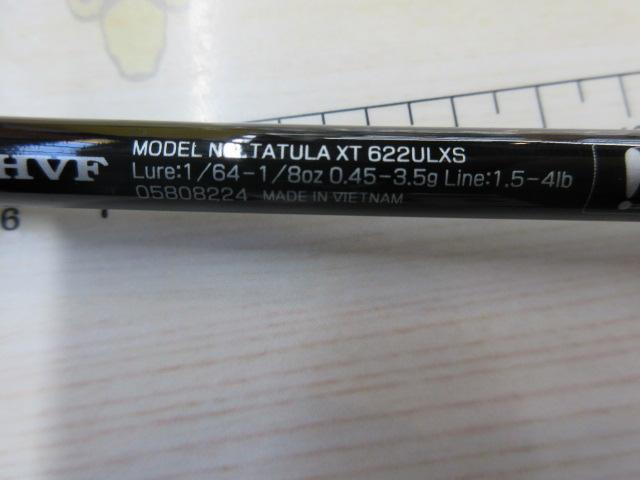 HVF
MODEL No.TATULA XT 622ULXS
Lure:1/64-1/8oz 0.45-3.5g Line:1.5-4lb
05808224 MADE IN VIETNAM
6